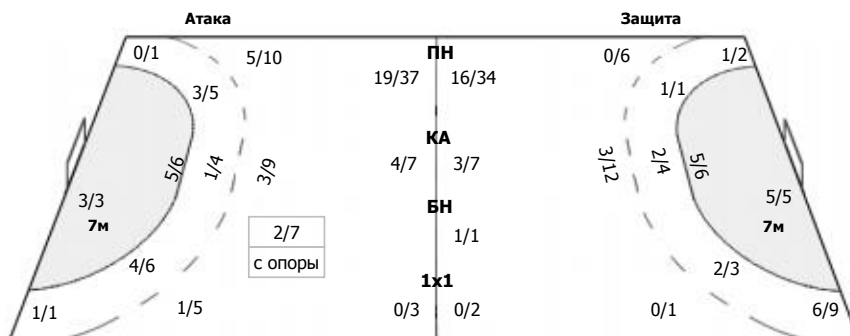 Атака Защита
0/1 5/10 ПН 0/6 1/2
19/37 16/34
3/5 1/1
КА
5/6 1/4 3/9 4/7 3/7 3/12 2/4 5/6
3/3 5/5
7м БН 7м
2/7 1/1
с опоры
4/6 2/3
1x1
1/1 1/5 0/3 0/2 0/1 6/9